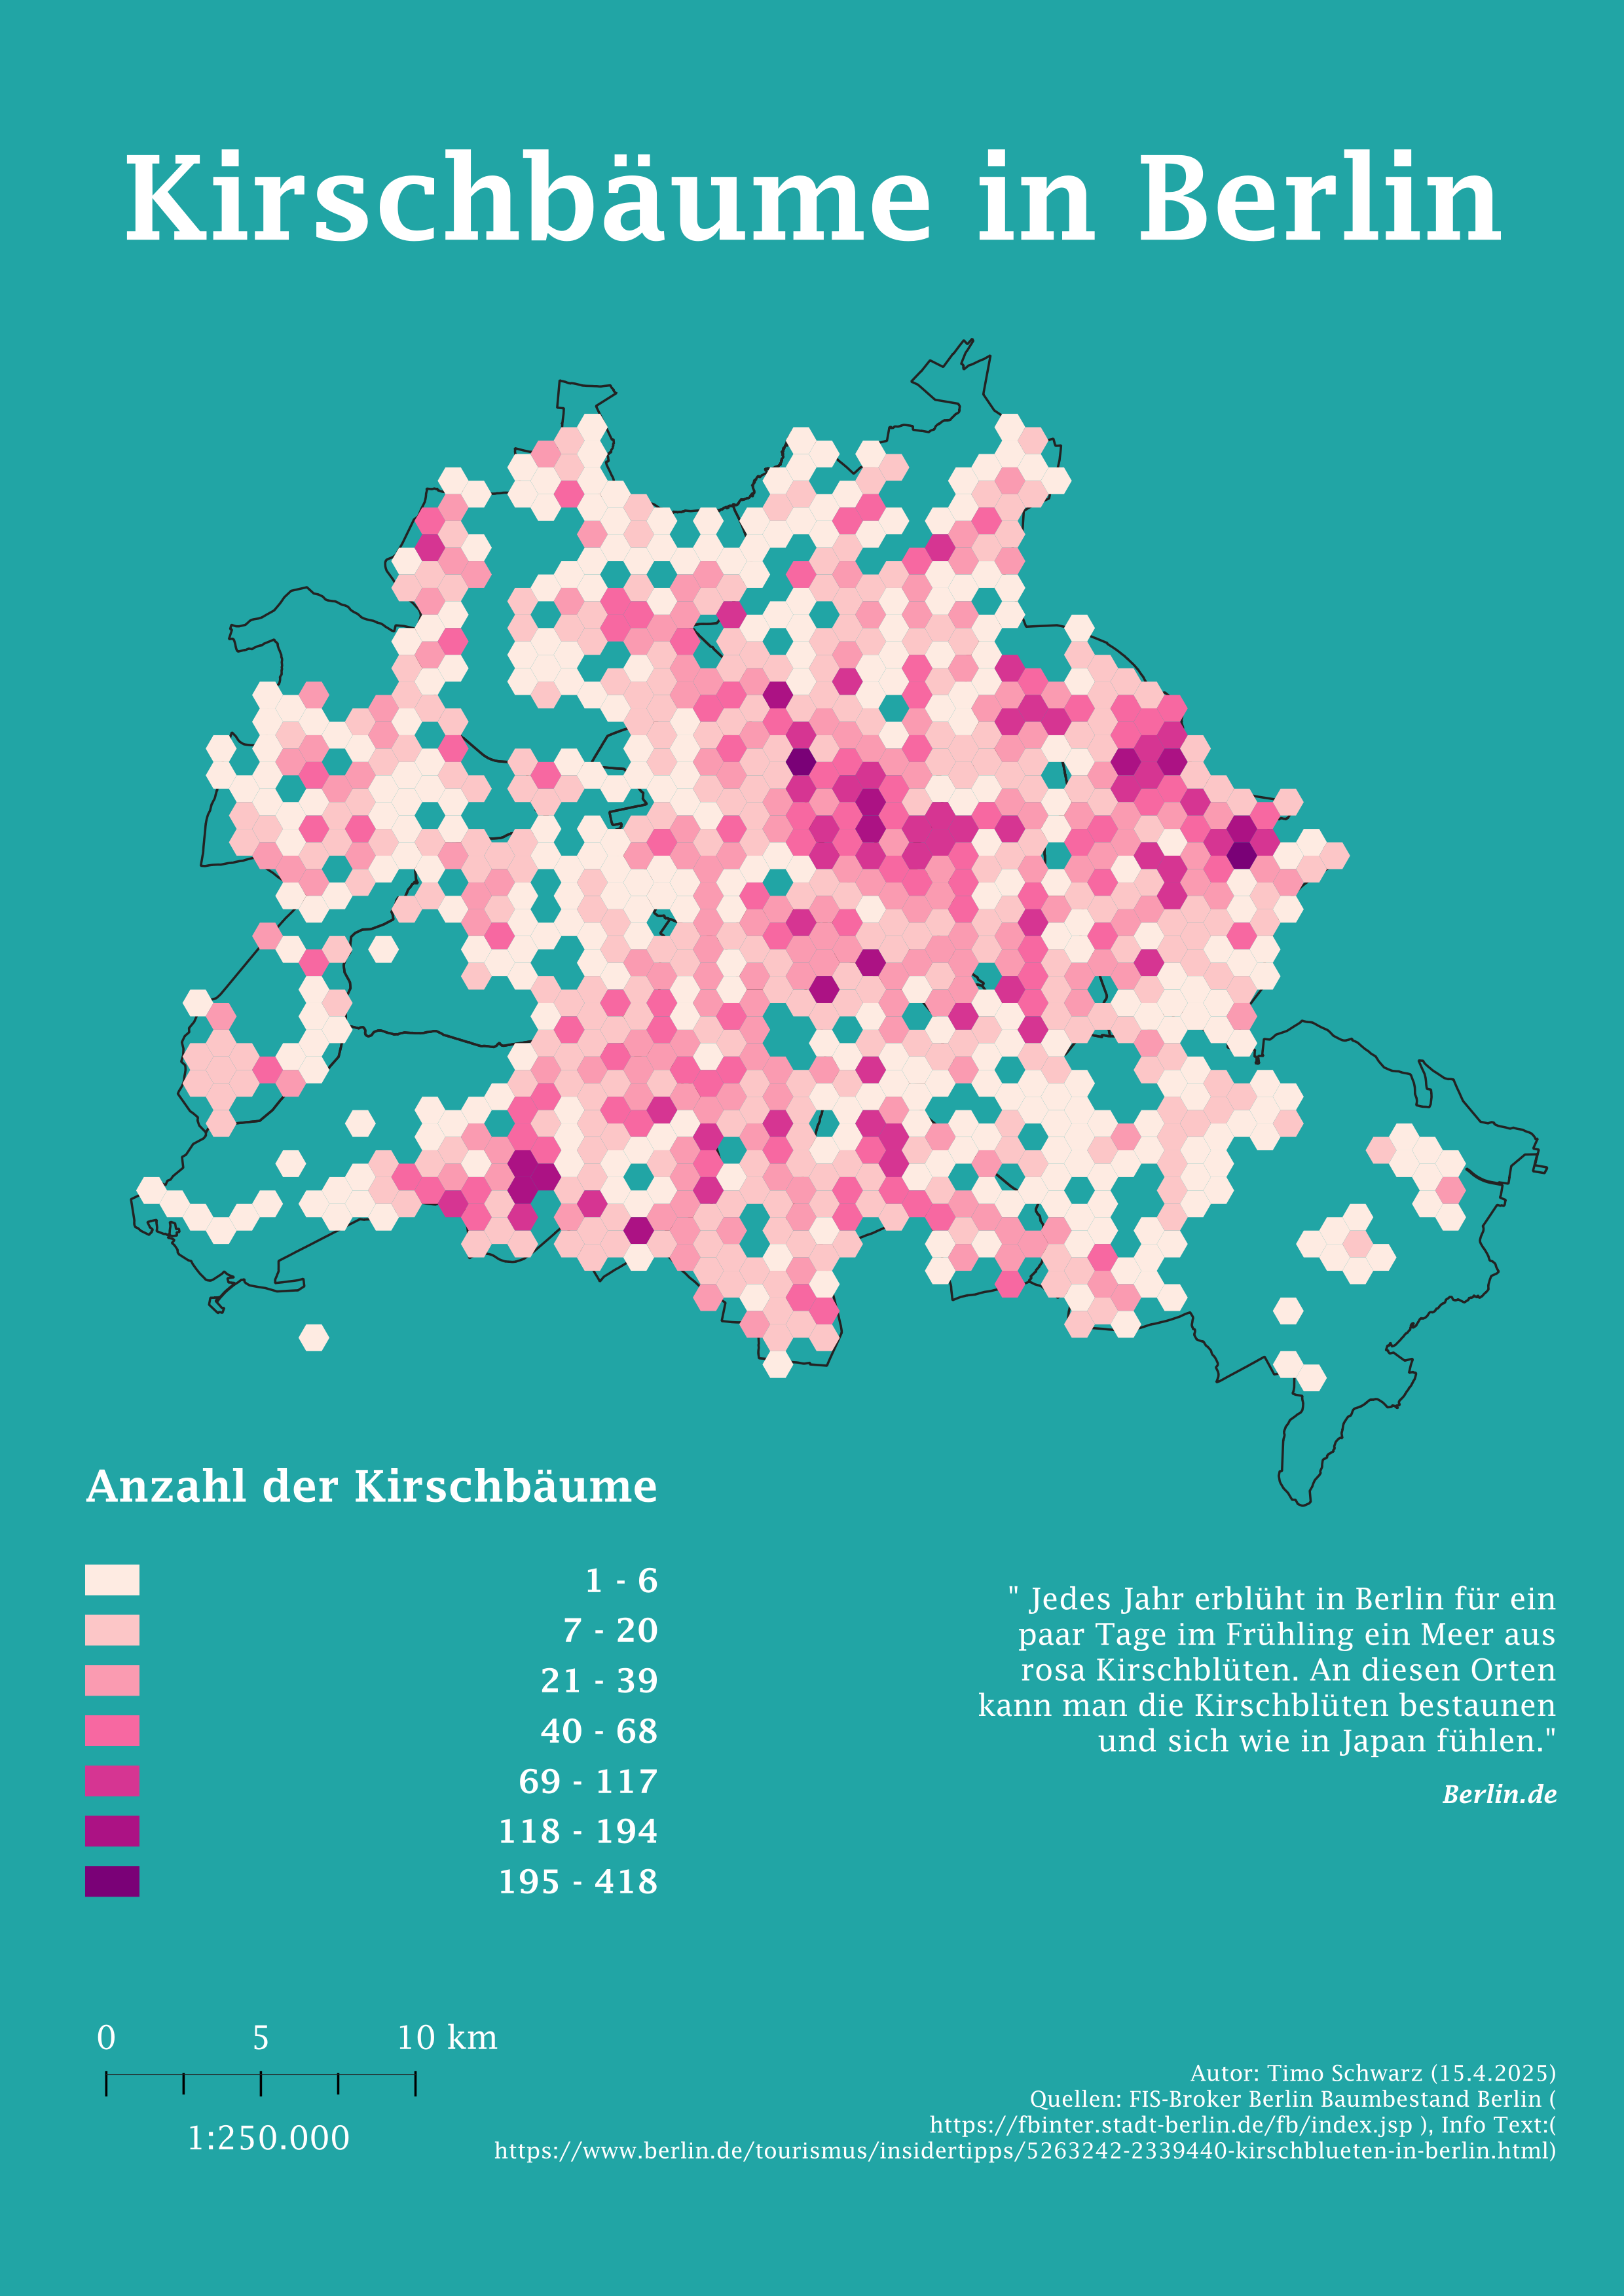 Kirschbäume in Berlin
Anzahl der Kirschbäume
1 - 6
7 - 20
21 - 39
40 - 68
69 - 117
118 - 194
195 - 418
" Jedes Jahr erblüht in Berlin für ein
paar Tage im Frühling ein Meer aus
rosa Kirschblüten. An diesen Orten
kann man die Kirschblüten bestaunen
und sich wie in Japan fühlen."
Berlin.de
0 5 10 km
1:250.000
Autor: Timo Schwarz (15.4.2025)
Quellen: FIS-Broker Berlin Baumbestand Berlin (
https://fbinter.stadt-berlin.de/fb/index.jsp ), Info Text:(
https://www.berlin.de/tourismus/insidertipps/5263242-2339440-kirschblueten-in-berlin.html)